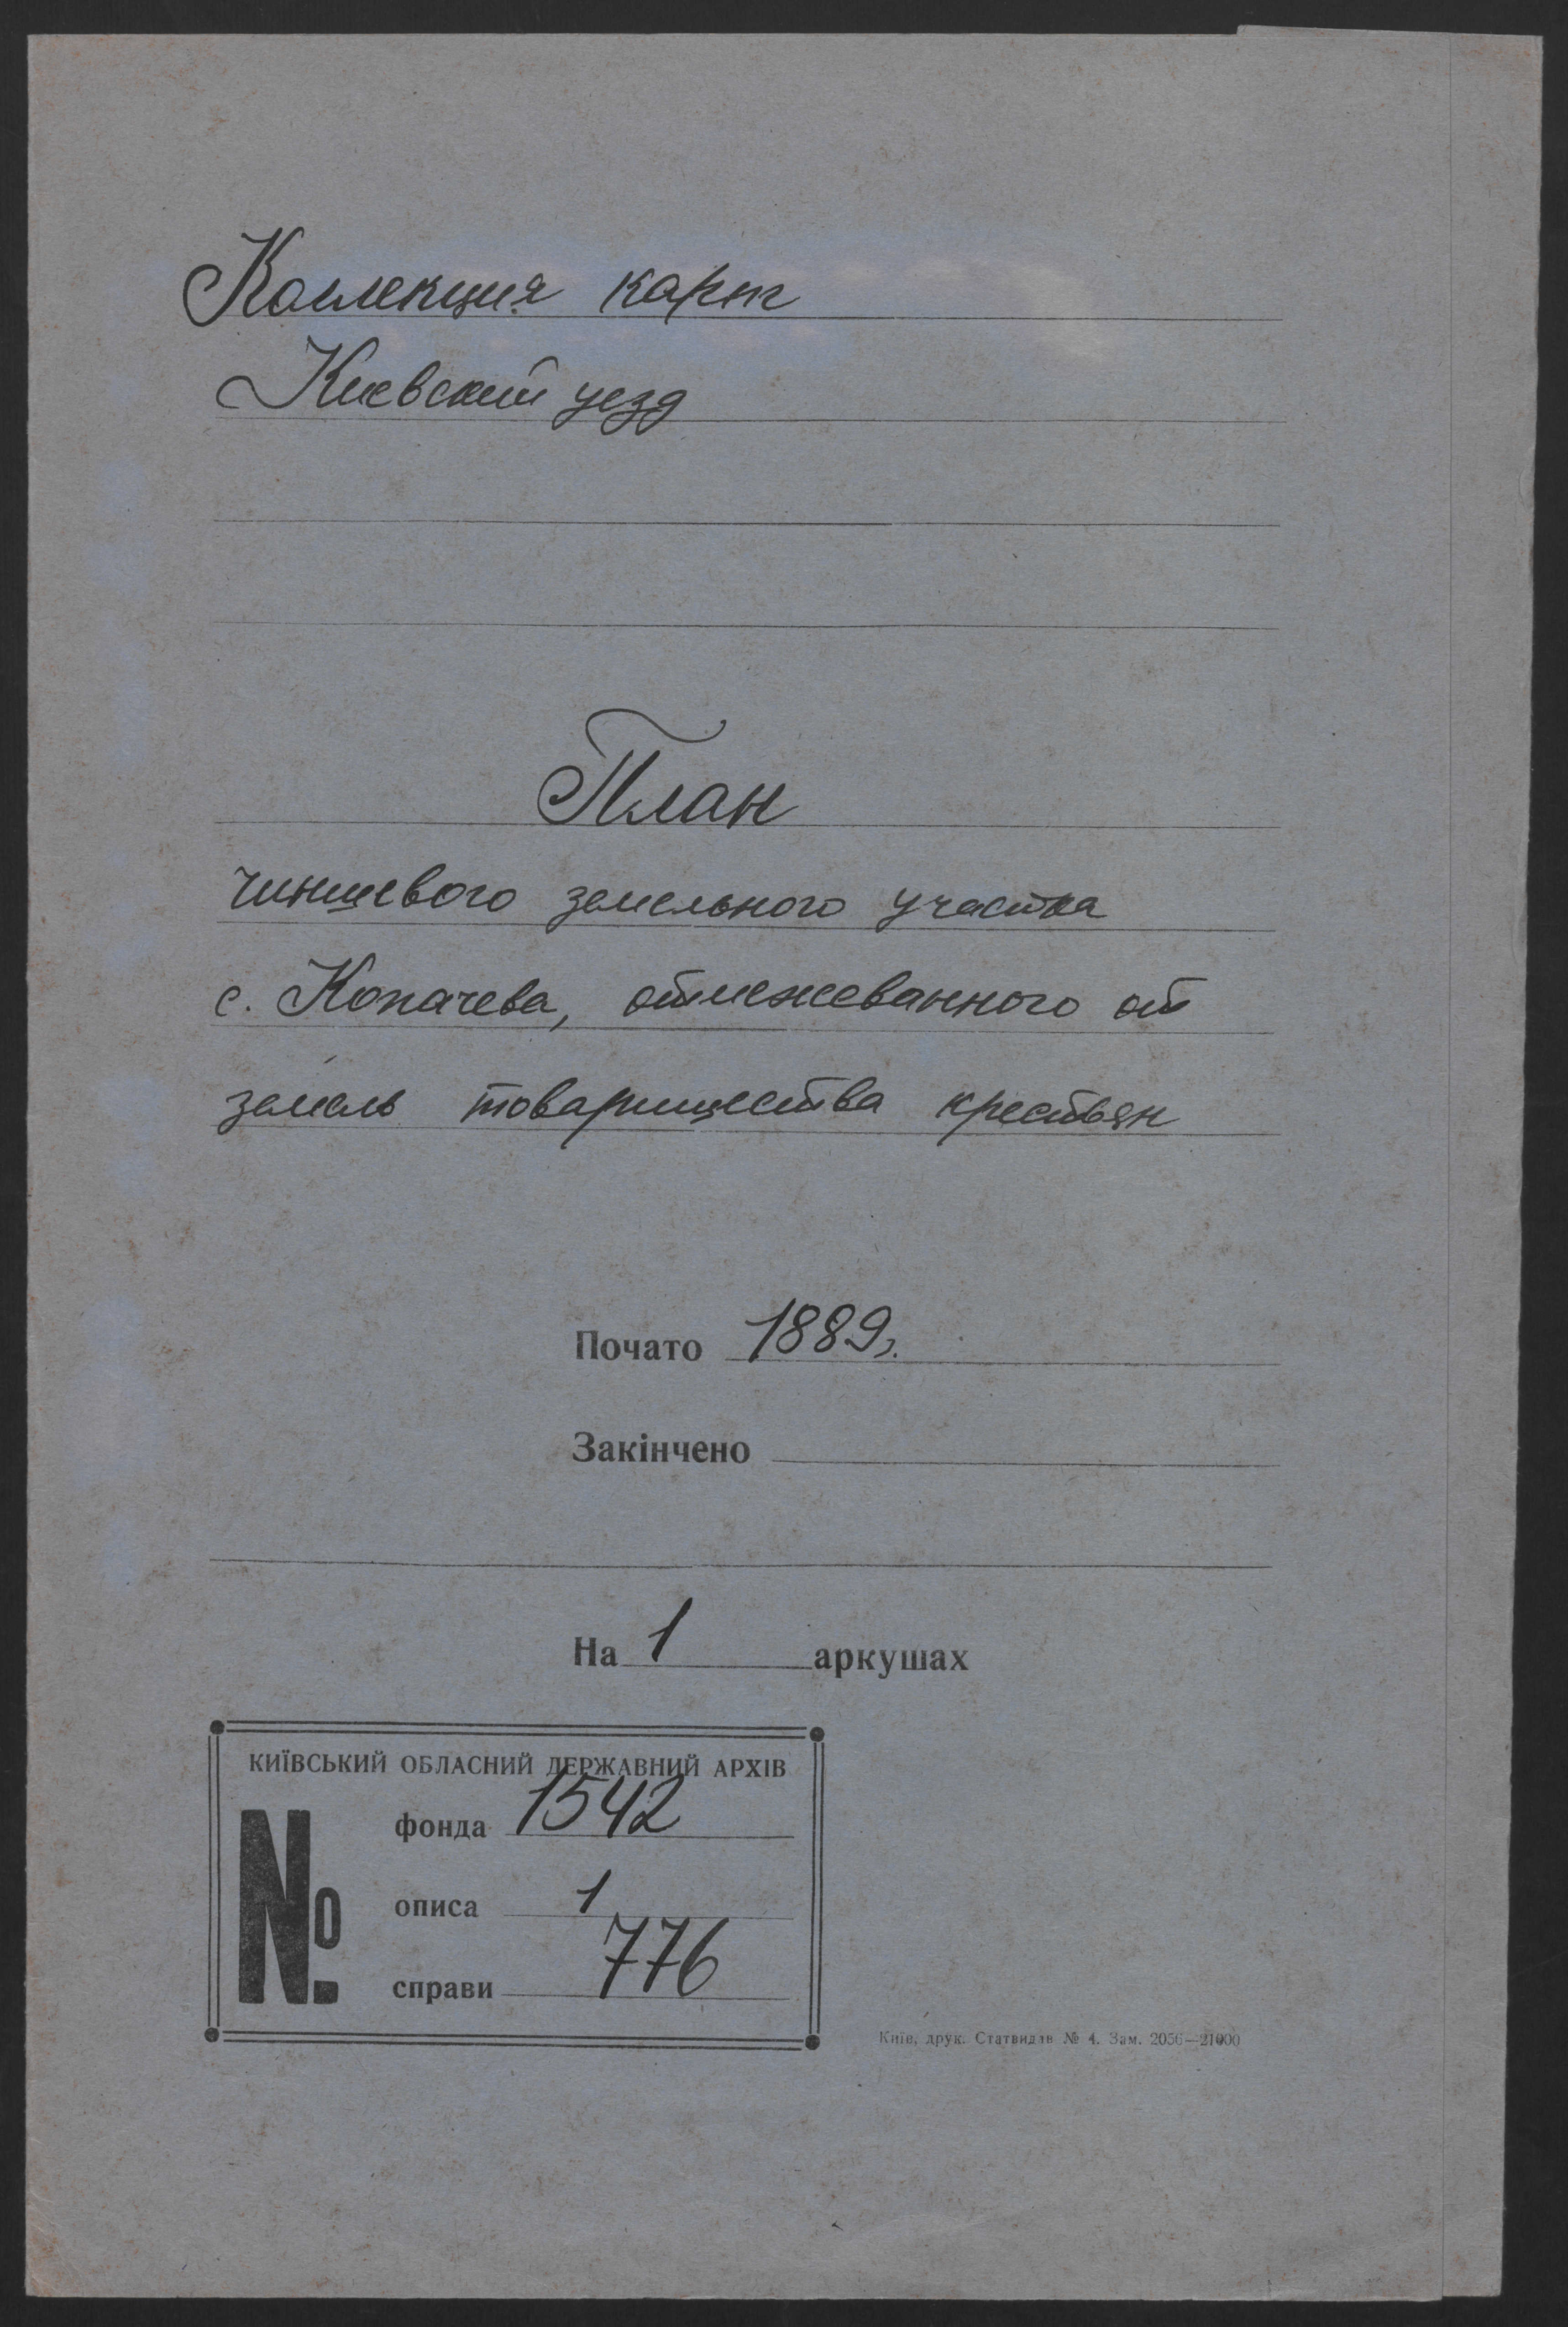 Коллекция карт
Киевский уезд
План
чиншевого земельного участка
с. Копачева, отмежеванного от
земель товарищества крестьян
Почато 1889г.
Закінчено
На 1 аркушах
КИЇВСЬКИЙ ОБЛАСНИЙ ДЕРЖАВНИЙ АРХІВ
№
фонда 1542
описа 1
справи 776
Київ, друк. Статвидав № 4. Зам. 2056—21000